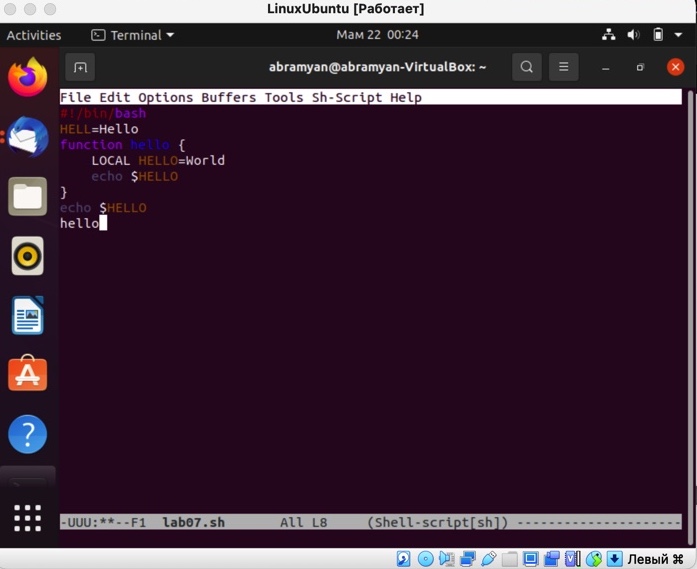 LinuxUbuntu [Работает]
Activities Terminal Мам 22 00:24
abramyan@abramyan-VirtualBox: ~
File Edit Options Buffers Tools Sh-Script Help
#!/bin/bash
HELL=Hello
function hello {
    LOCAL HELLO=World
    echo $HELLO
}
echo $HELLO
hello
-UUU:**--F1 lab07.sh All L8 (Shell-script[sh]) ---------------------
Левый ⌘